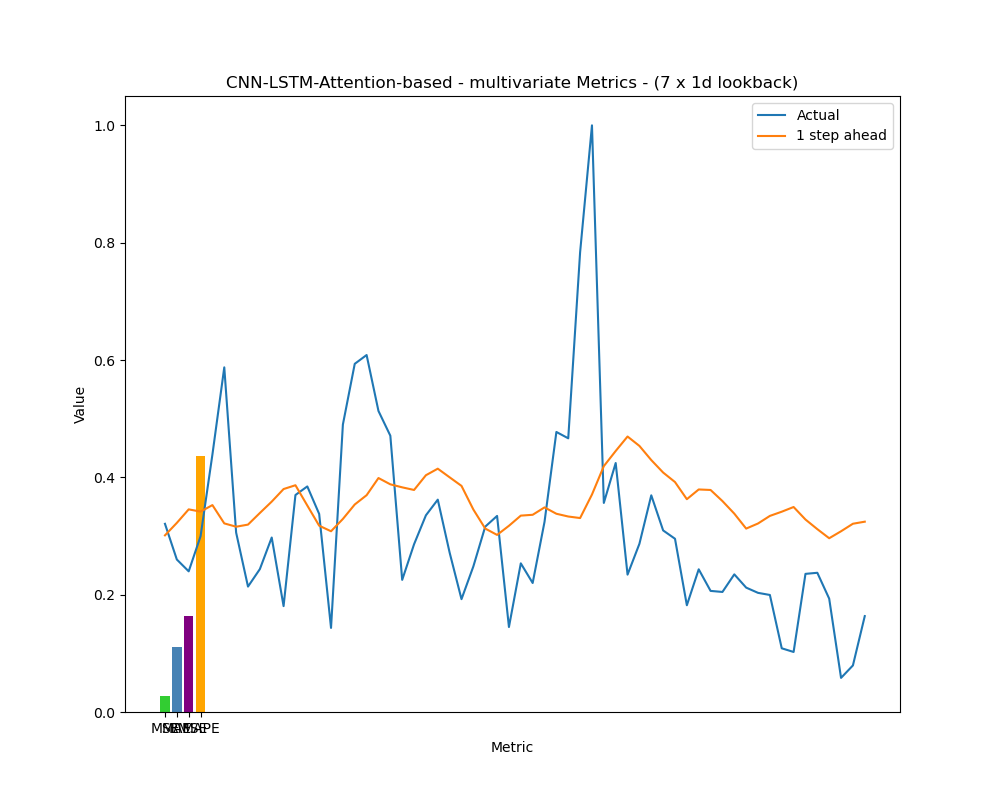 CNN-LSTM-Attention-based - multivariate Metrics - (7 x 1d lookback)
Actual
1 step ahead
1.0
0.8
0.6
0.4
0.2
0.0
Value
Metric